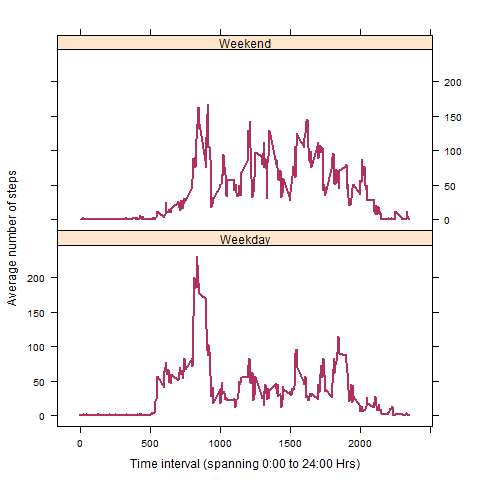 Weekend
200
150
100
50
0
Weekday
200
150
100
50
0
0 500 1000 1500 2000
Average number of steps
Time interval (spanning 0:00 to 24:00 Hrs)